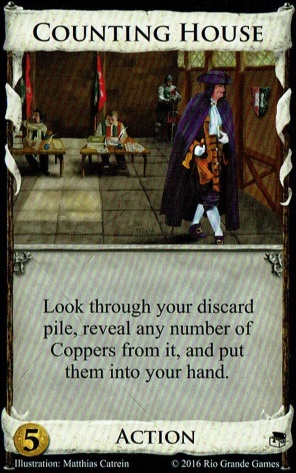 COUNTING HOUSE
Look through your discard
pile, reveal any number of
Coppers from it, and put
them into your hand.
5
ACTION
Illustration: Matthias Catrein
© 2016 Rio Grande Games